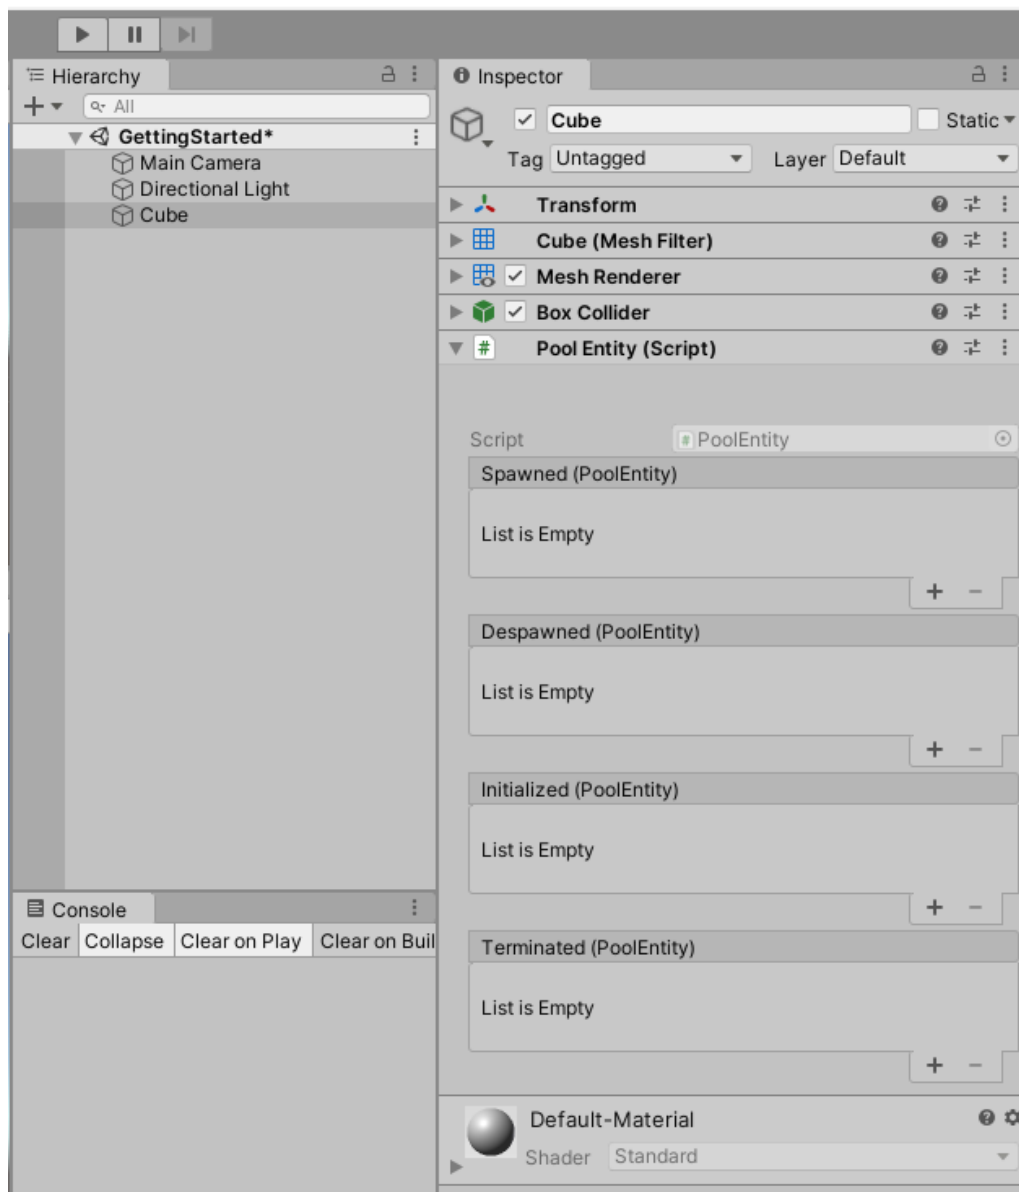 Hierarchy
All
GettingStarted*
Main Camera
Directional Light
Cube
Console
Clear Collapse Clear on Play Clear on Buil
Inspector
Cube Static
Tag Untagged Layer Default
Transform
Cube (Mesh Filter)
Mesh Renderer
Box Collider
# Pool Entity (Script)
Script # PoolEntity
Spawned (PoolEntity)
List is Empty
+ −
Despawned (PoolEntity)
List is Empty
+ −
Initialized (PoolEntity)
List is Empty
+ −
Terminated (PoolEntity)
List is Empty
+ −
Default-Material
Shader Standard